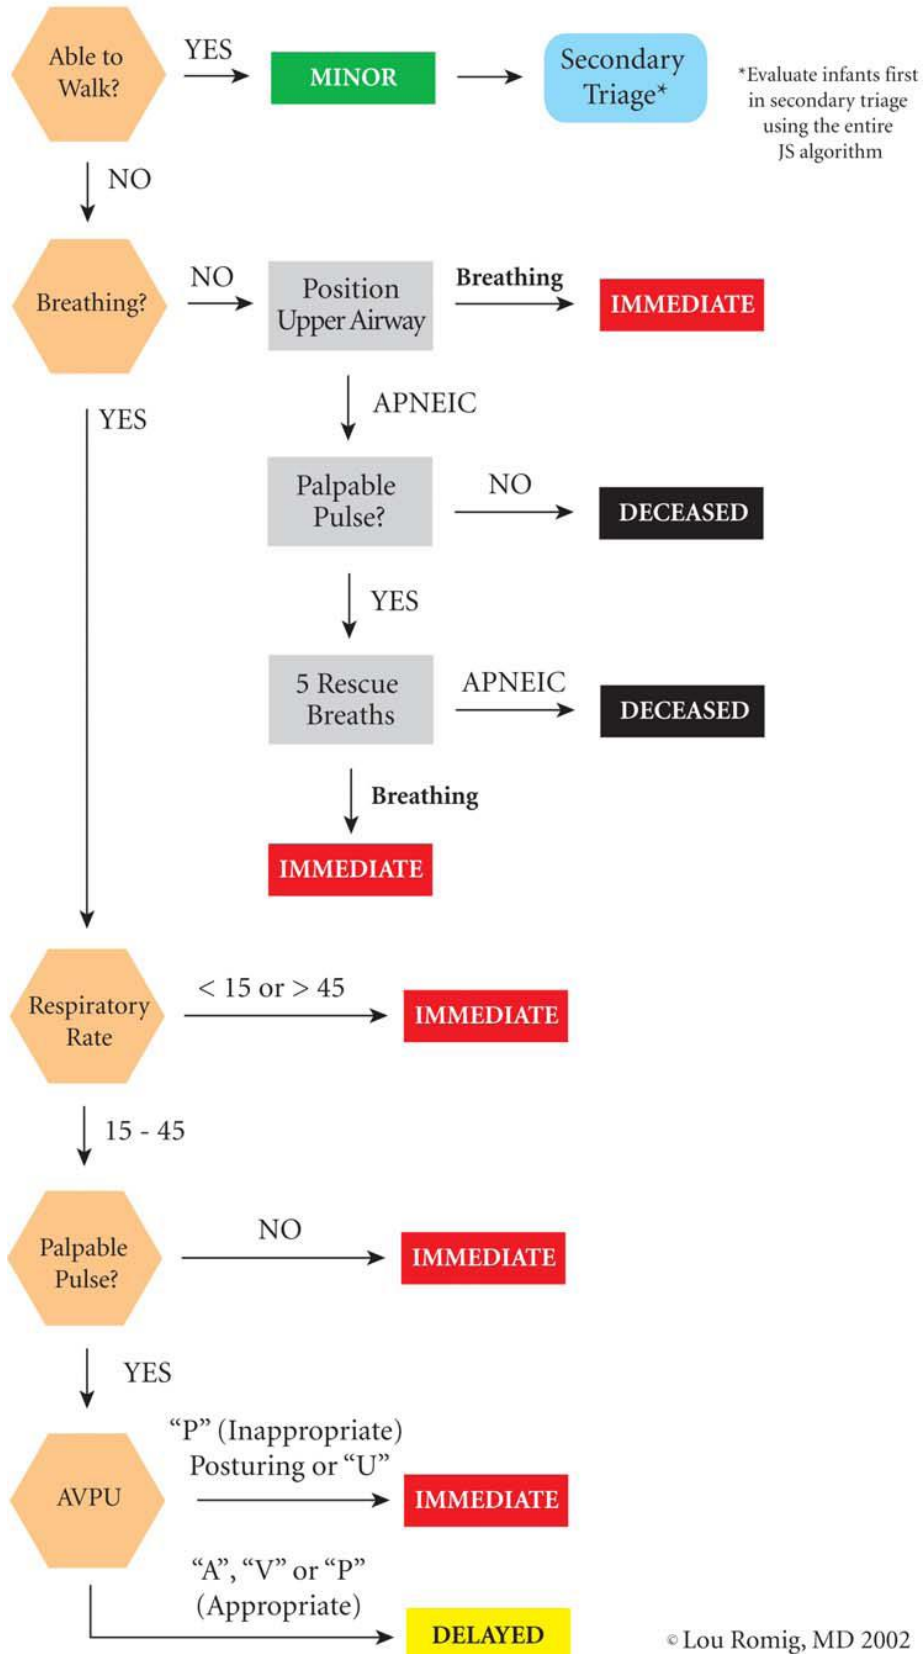 Able to
Walk?
YES
MINOR
Secondary
Triage*
*Evaluate infants first
in secondary triage
using the entire
JS algorithm
NO
Breathing?
NO
Position
Upper Airway
Breathing
IMMEDIATE
YES
APNEIC
Palpable
Pulse?
NO
DECEASED
YES
5 Rescue
Breaths
APNEIC
DECEASED
Breathing
IMMEDIATE
Respiratory
Rate
< 15 or > 45
IMMEDIATE
15 - 45
Palpable
Pulse?
NO
IMMEDIATE
YES
AVPU
“P” (Inappropriate)
Posturing or “U”
IMMEDIATE
“A”, “V” or “P”
(Appropriate)
DELAYED
© Lou Romig, MD 2002